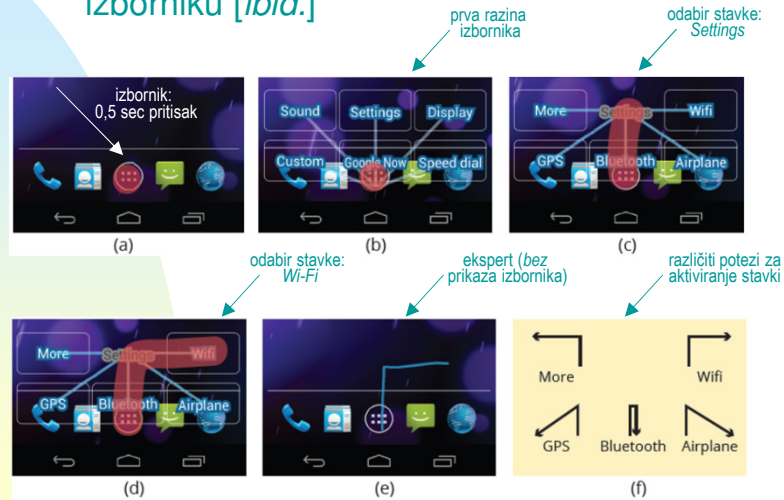 izborniku [ibid.]
prva razina
izbornika
odabir stavke:
Settings
izbornik:
0,5 sec pritisak
(a)
Sound Settings Display
Custom Google Now Speed dial
(b)
More Settings Wifi
GPS Bluetooth Airplane
(c)
odabir stavke:
Wi-Fi
ekspert (bez
prikaza izbornika)
različiti potezi za
aktiviranje stavki
More Settings Wifi
GPS Bluetooth Airplane
(d)
(e)
More Wifi
GPS Bluetooth Airplane
(f)